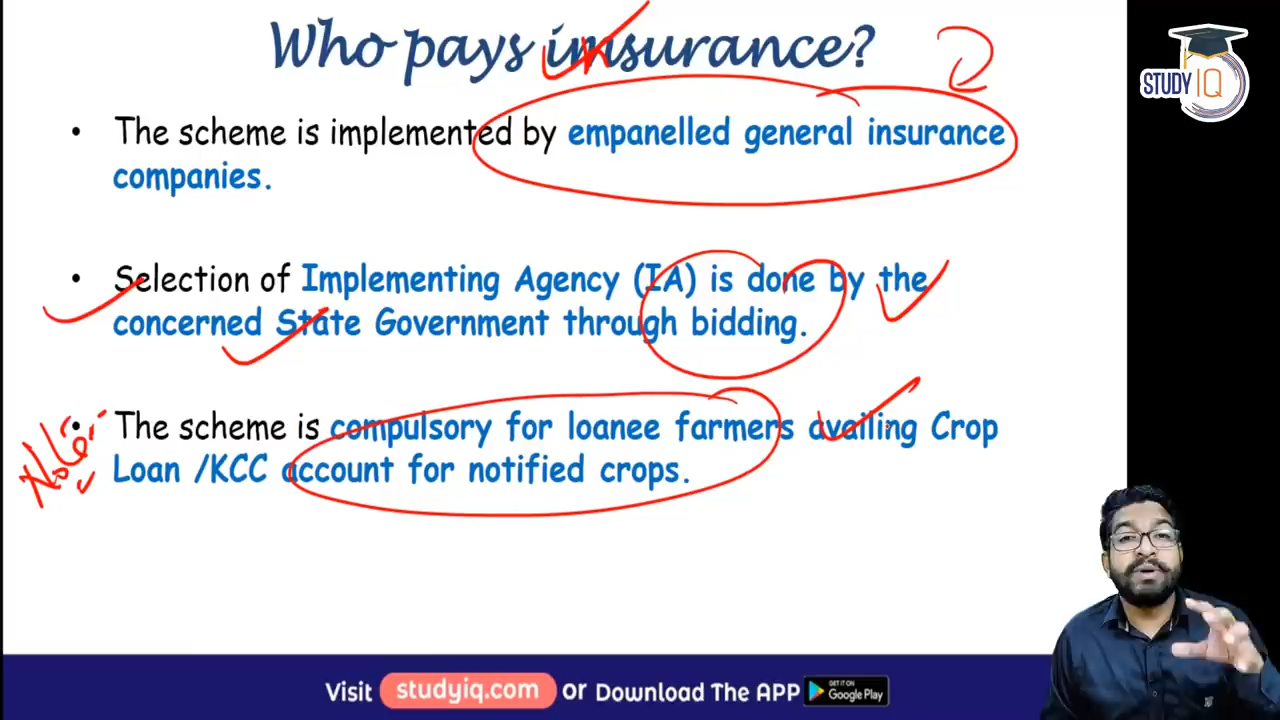 Who pays imsurance?
STUDY IQ
• The scheme is implemented by empanelled general insurance
companies.
• Selection of Implementing Agency (IA) is done by the
concerned State Government through bidding.
• The scheme is compulsory for loanee farmers availing Crop
Loan /KCC account for notified crops.
Visit studyiq.com or Download The APP GET IT ON Google Play